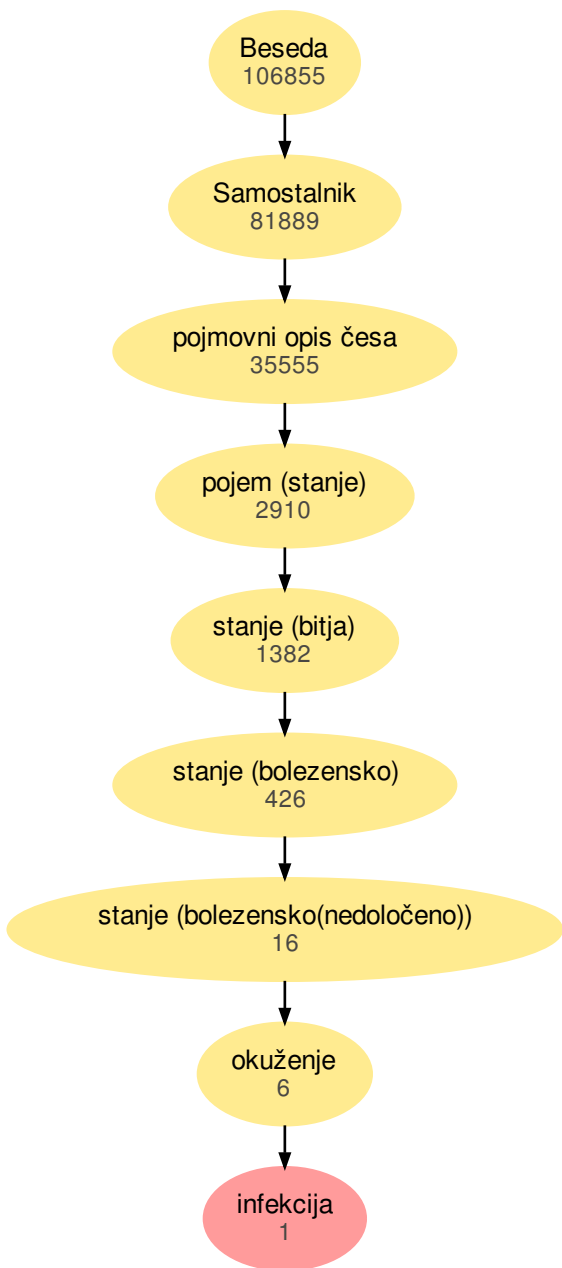 Beseda
106855
Samostalnik
81889
pojmovni opis česa
35555
pojem (stanje)
2910
stanje (bitja)
1382
stanje (bolezensko)
426
stanje (bolezensko(nedoločeno))
16
okuženje
6
infekcija
1